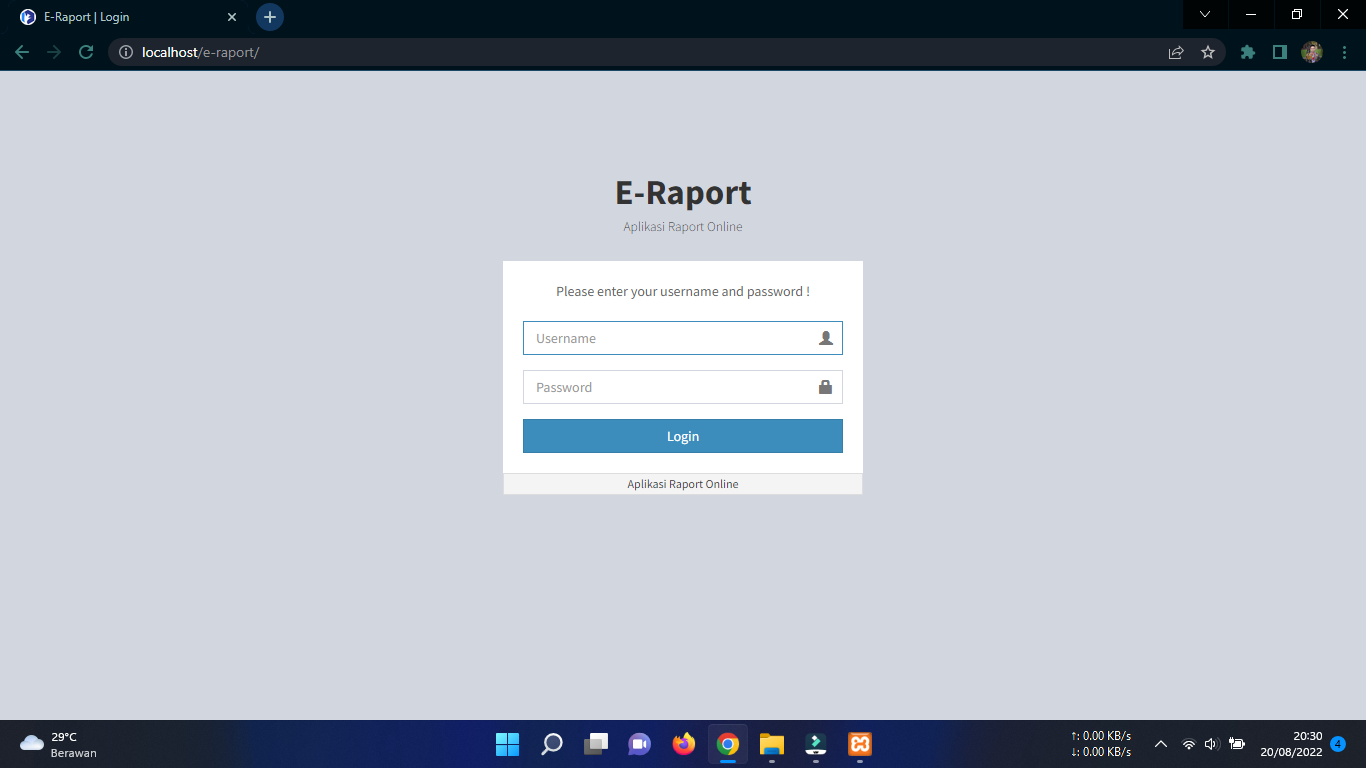 E-Raport | Login
localhost/e-raport/
E-Raport
Aplikasi Raport Online
Please enter your username and password !
Username
Password
Login
Aplikasi Raport Online
29°C
Berawan
↑: 0.00 KB/s
↓: 0.00 KB/s
20:30
20/08/2022
4